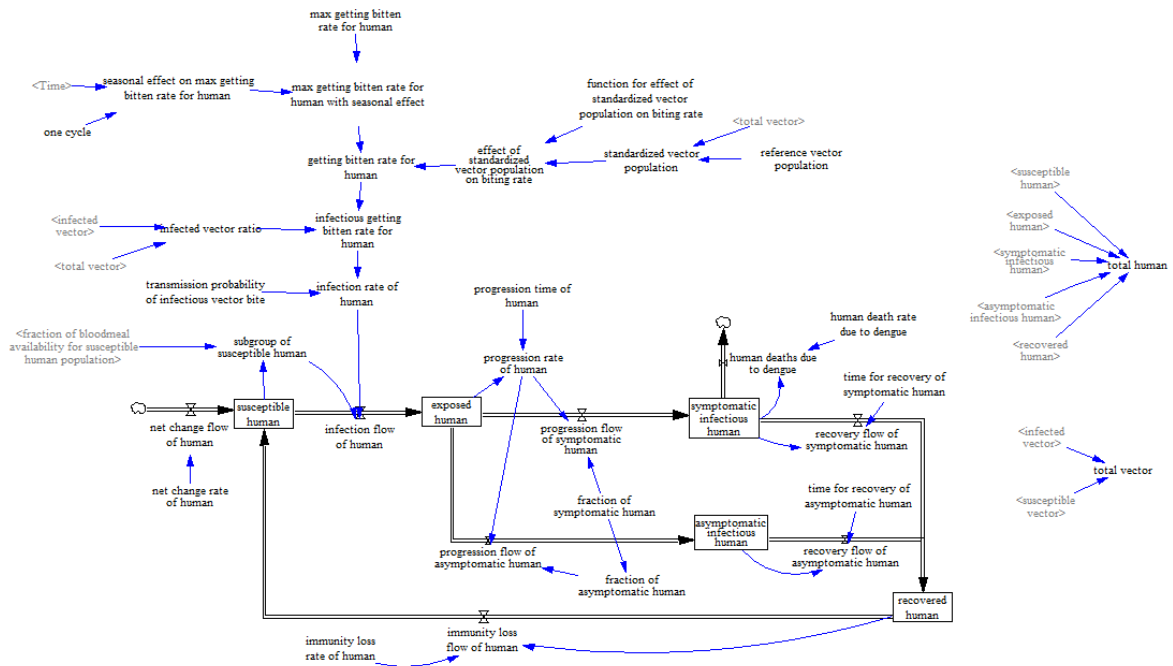 max getting bitten
rate for human
<Time>
seasonal effect on max getting
bitten rate for human
max getting bitten rate for
human with seasonal effect
one cycle
function for effect of
standardized vector
population on biting rate
<total vector>
getting bitten rate for
human
effect of
standardized
vector population
on biting rate
standardized vector
population
reference vector
population
<susceptible
human>
<exposed
human>
<symptomatic
infectious
human>
total human
<asymptomatic
infectious human>
<recovered
human>
<infected
vector>
infected vector ratio
infectious getting
bitten rate for
human
<total vector>
transmission probability
of infectious vector bite
infection rate of
human
progression time of
human
human death rate
due to dengue
<fraction of bloodmeal
availability for susceptible
human population>
subgroup of
susceptible human
progression rate
of human
human deaths due
to dengue
time for recovery of
symptomatic human
susceptible
human
exposed
human
symptomatic
infectious
human
net change flow
of human
infection flow
of human
progression flow
of symptomatic
human
recovery flow of
symptomatic human
<infected
vector>
total vector
<susceptible
vector>
net change rate
of human
fraction of
symptomatic human
time for recovery of
asymptomatic human
asymptomatic
infectious
human
progression flow of
asymptomatic human
recovery flow of
asymptomatic human
fraction of
asymptomatic human
recovered
human
immunity loss
rate of human
immunity loss
flow of human